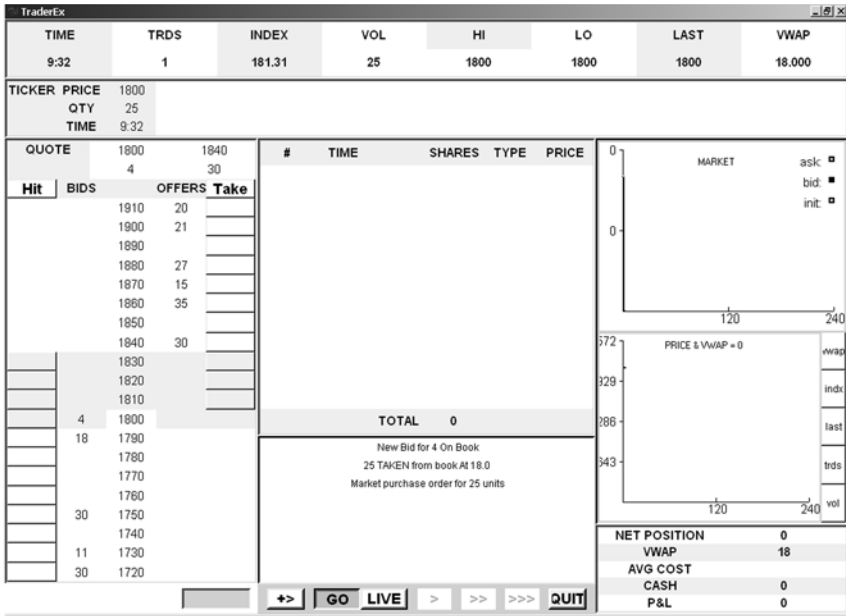 TraderEx
TIME TRDS INDEX VOL HI LO LAST VWAP
9:32 1 181.31 25 1800 1800 1800 18.000
TICKER PRICE 1800
QTY 25
TIME 9:32
QUOTE 1800 1840
4 30
Hit BIDS OFFERS Take
1910 20
1900 21
1890
1880 27
1870 15
1860 35
1850
1840 30
1830
1820
1810
4 1800
18 1790
1780
1770
1760
30 1750
1740
11 1730
30 1720
# TIME SHARES TYPE PRICE
TOTAL 0
New Bid for 4 On Book
25 TAKEN from book At 18.0
Market purchase order for 25 units
+> GO LIVE > >> >>> QUIT
MARKET
ask:
bid:
init:
0
0
120 240
PRICE & VWAP = 0
572
329
286
643
120 240
vwap
indx
last
trds
vol
NET POSITION 0
VWAP 18
AVG COST
CASH 0
P&L 0